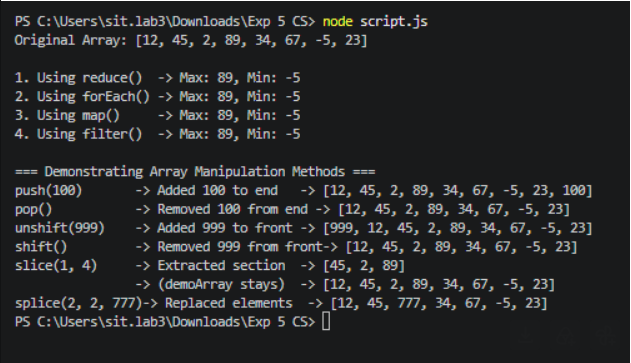 PS C:\Users\sit.lab3\Downloads\Exp 5 CS> node script.js
Original Array: [12, 45, 2, 89, 34, 67, -5, 23]
1. Using reduce()  -> Max: 89, Min: -5
2. Using forEach() -> Max: 89, Min: -5
3. Using map()     -> Max: 89, Min: -5
4. Using filter()  -> Max: 89, Min: -5
=== Demonstrating Array Manipulation Methods ===
push(100)       -> Added 100 to end   -> [12, 45, 2, 89, 34, 67, -5, 23, 100]
pop()           -> Removed 100 from end -> [12, 45, 2, 89, 34, 67, -5, 23]
unshift(999)    -> Added 999 to front -> [999, 12, 45, 2, 89, 34, 67, -5, 23]
shift()         -> Removed 999 from front-> [12, 45, 2, 89, 34, 67, -5, 23]
slice(1, 4)     -> Extracted section  -> [45, 2, 89]
                -> (demoArray stays)  -> [12, 45, 2, 89, 34, 67, -5, 23]
splice(2, 2, 777)-> Replaced elements  -> [12, 45, 777, 34, 67, -5, 23]
PS C:\Users\sit.lab3\Downloads\Exp 5 CS>